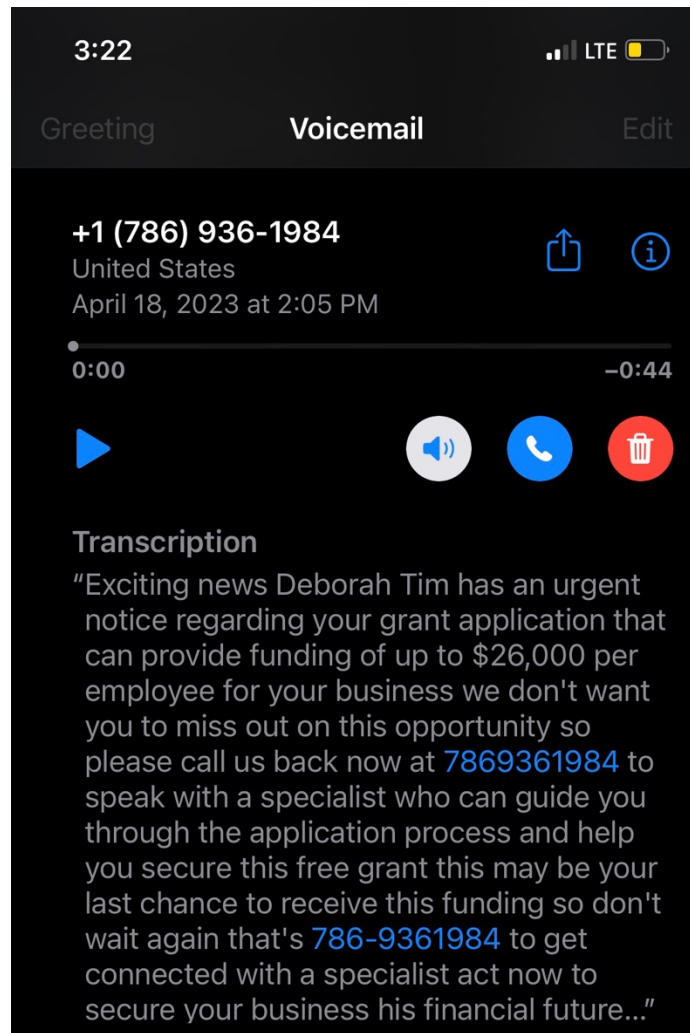 3:22
LTE
Greeting
Voicemail
Edit
+1 (786) 936-1984
United States
April 18, 2023 at 2:05 PM
0:00
−0:44
Transcription
“Exciting news Deborah Tim has an urgent
notice regarding your grant application that
can provide funding of up to $26,000 per
employee for your business we don't want
you to miss out on this opportunity so
please call us back now at 7869361984 to
speak with a specialist who can guide you
through the application process and help
you secure this free grant this may be your
last chance to receive this funding so don't
wait again that's 786-9361984 to get
connected with a specialist act now to
secure your business his financial future...”